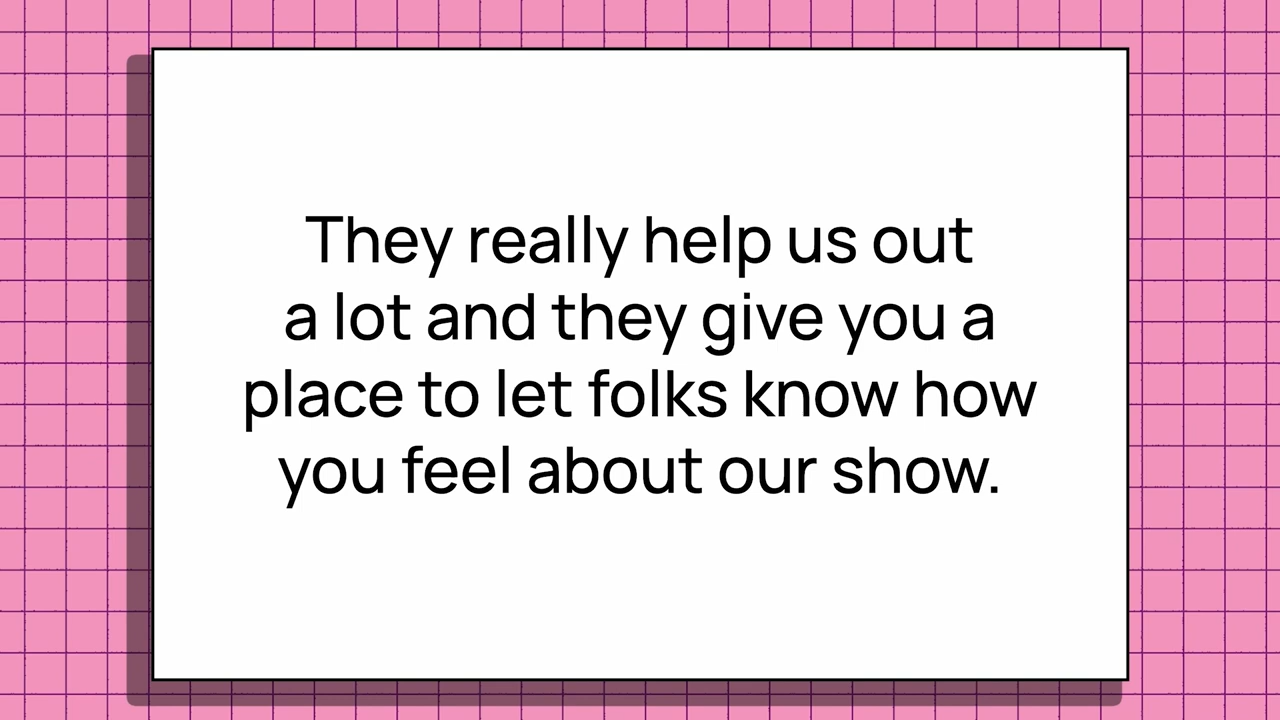 They really help us out
a lot and they give you a
place to let folks know how
you feel about our show.